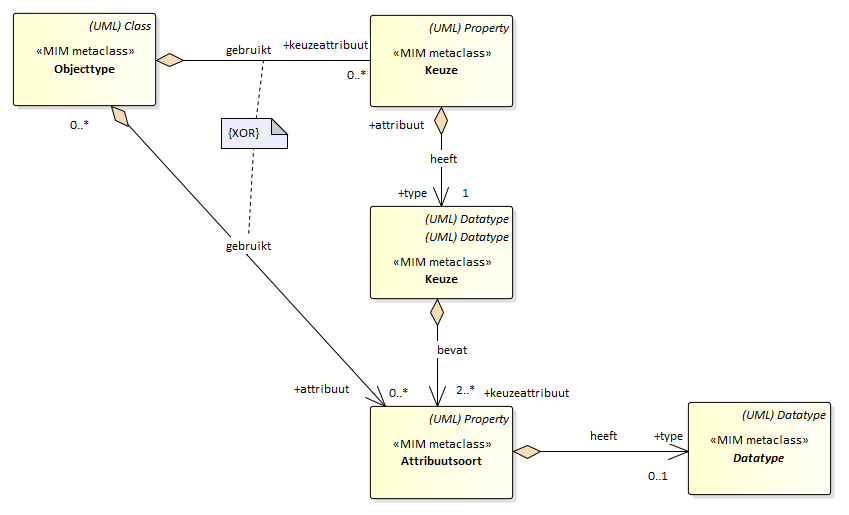 (UML) Class
«MIM metaclass»
Objecttype
gebruikt
+keuzeattribuut
0..*
(UML) Property
«MIM metaclass»
Keuze
0..*
{XOR}
+attribuut
heeft
+type
1
(UML) Datatype
(UML) Datatype
«MIM metaclass»
Keuze
gebruikt
bevat
+attribuut
0..*
2..*
+keuzeattribuut
(UML) Property
«MIM metaclass»
Attribuutsoort
heeft
+type
0..1
(UML) Datatype
«MIM metaclass»
Datatype